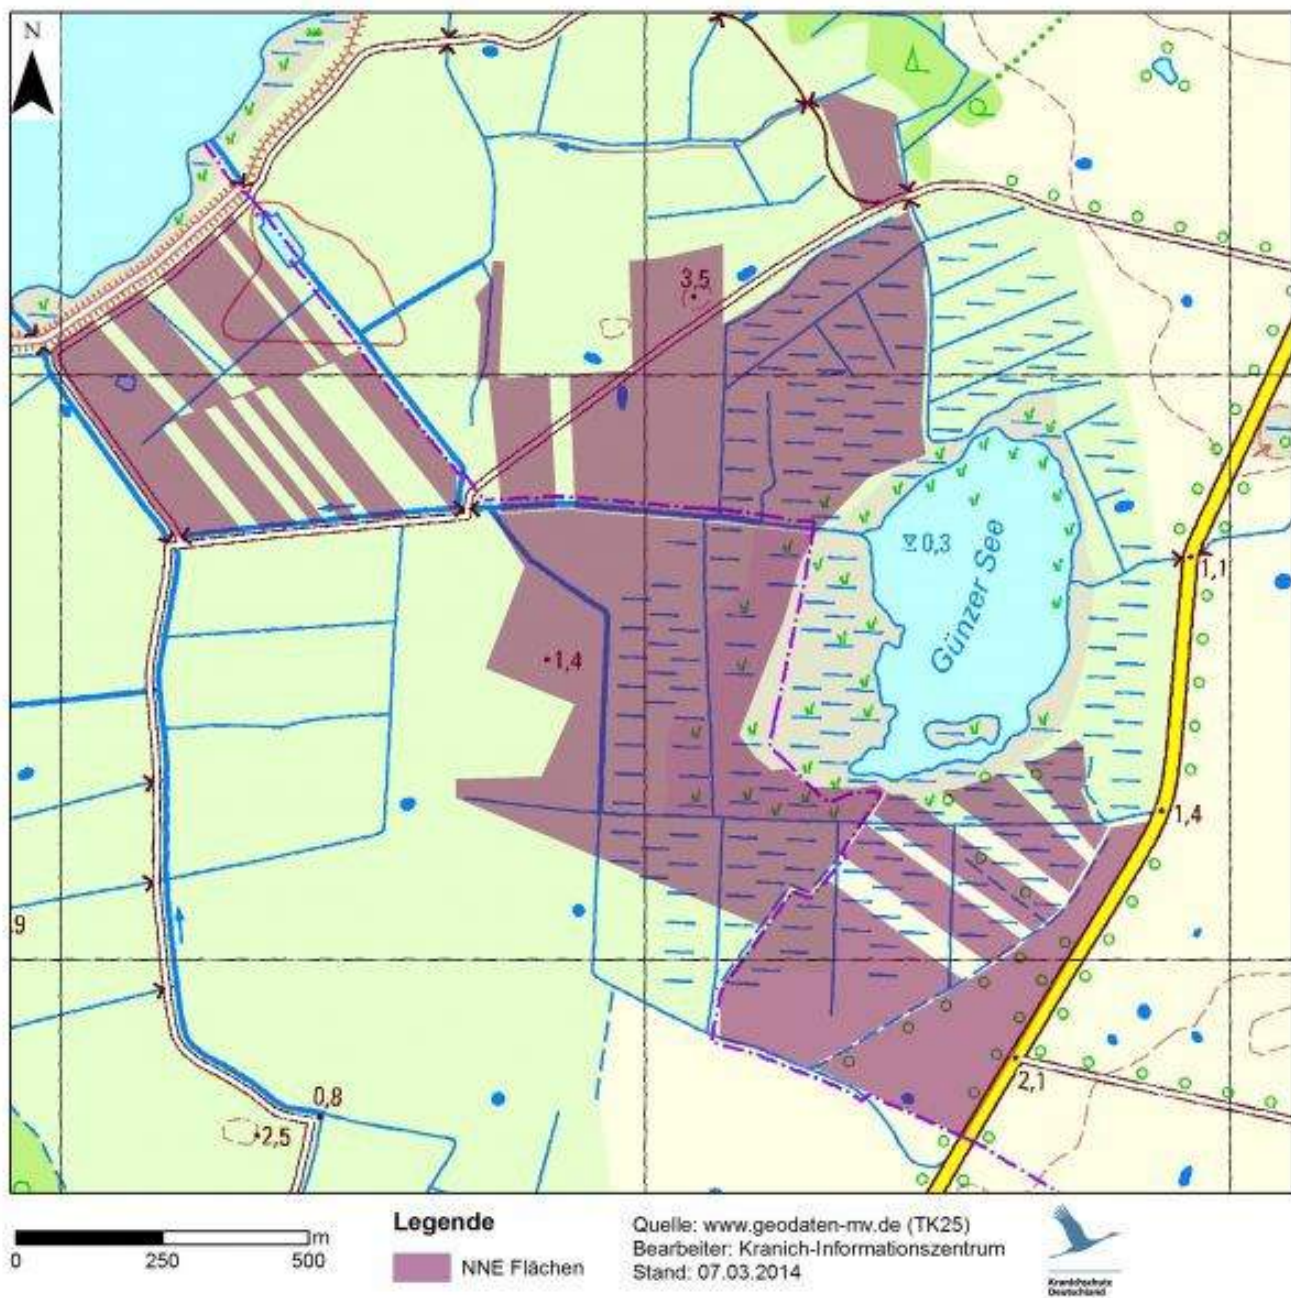 N
3,5
0,3
Günzer See
1,1
1,4
1,4
9
2,1
0,8
2,5
m
0 250 500
Legende
NNE Flächen
Quelle: www.geodaten-mv.de (TK25)
Bearbeiter: Kranich-Informationszentrum
Stand: 07.03.2014
Kranichschutz
Deutschland